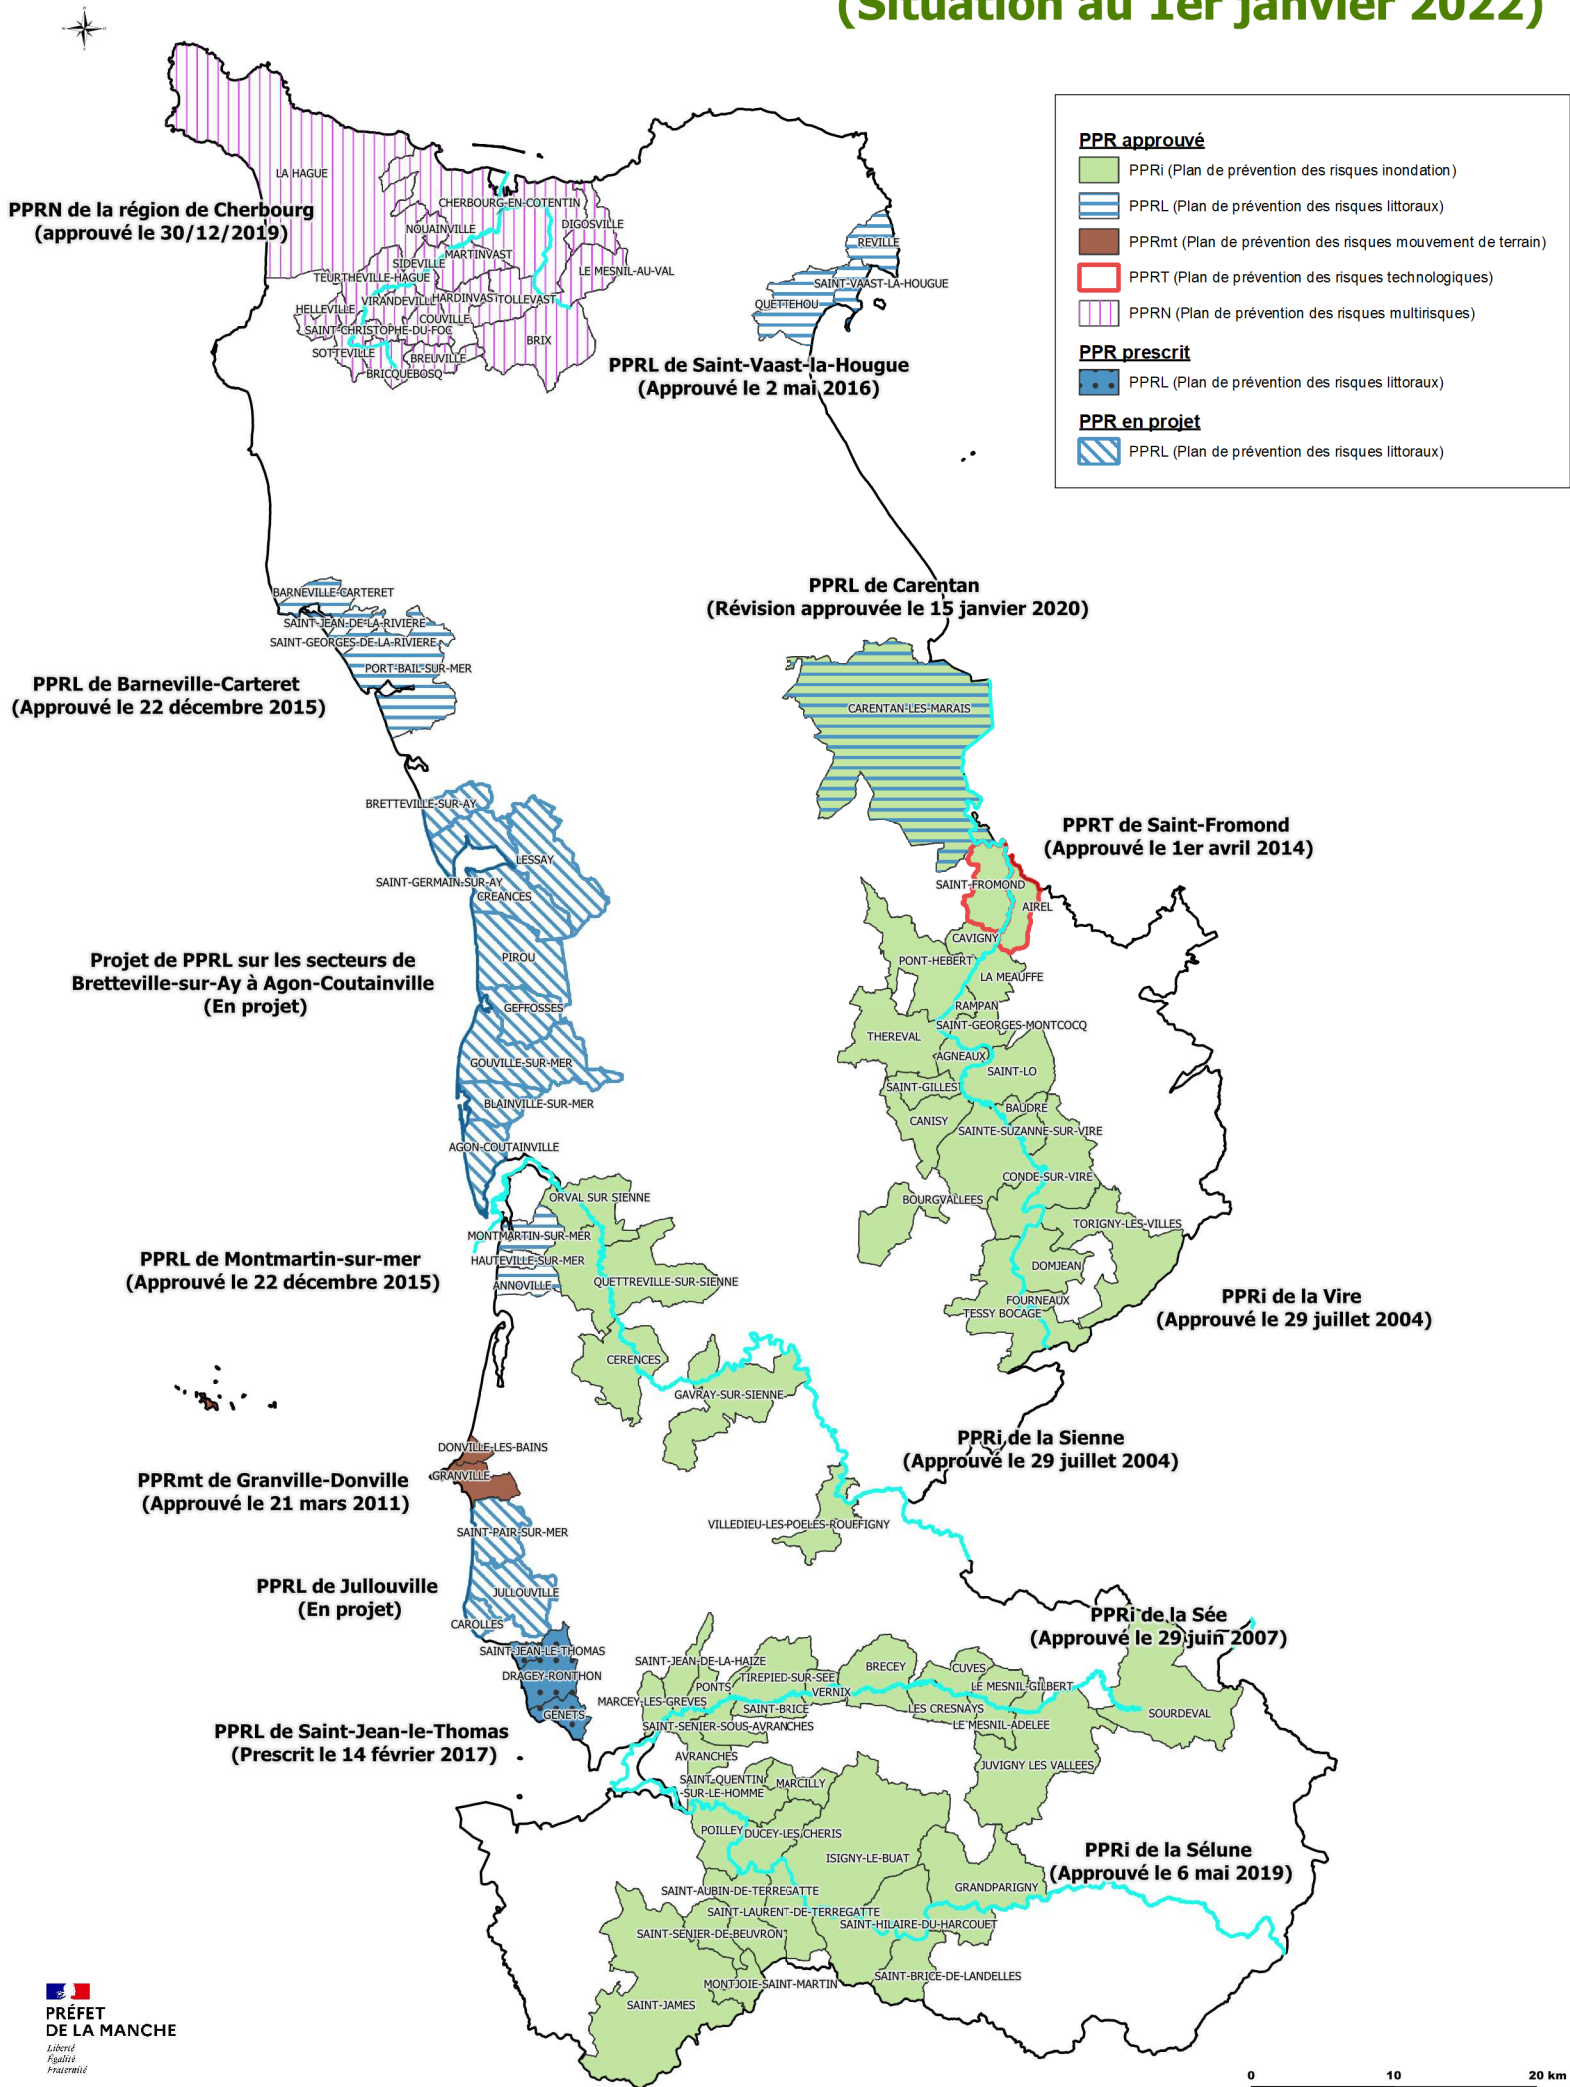 (Situation au 1er janvier 2022)
PPR approuvé
PPRi (Plan de prévention des risques inondation)
PPRL (Plan de prévention des risques littoraux)
PPRmt (Plan de prévention des risques mouvement de terrain)
PPRT (Plan de prévention des risques technologiques)
PPRN (Plan de prévention des risques multirisques)
PPR prescrit
PPRL (Plan de prévention des risques littoraux)
PPR en projet
PPRL (Plan de prévention des risques littoraux)
LA HAGUE
PPRN de la région de Cherbourg
(approuvé le 30/12/2019)
CHERBOURG-EN-COTENTIN
DIGOSVILLE
NOUAINVILLE
MARTINVAST
SIDEVILLE
LE MESNIL-AU-VAL
TEURTHEVILLE-HAGUE
VIRANDEVILLE
HARDINVAST
TOLLEVAST
HELLEVILLE
COUVILLE
SAINT-CHRISTOPHE-DU-FOC
BRIX
SOTTEVILLE
BREUVILLE
BRICQUEBOSQ
REVILLE
SAINT-VAAST-LA-HOUGUE
QUETTEHOU
PPRL de Saint-Vaast-la-Hougue
(Approuvé le 2 mai 2016)
BARNEVILLE-CARTERET
SAINT-JEAN-DE-LA-RIVIERE
SAINT-GEORGES-DE-LA-RIVIERE
PORT-BAIL-SUR-MER
PPRL de Barneville-Carteret
(Approuvé le 22 décembre 2015)
PPRL de Carentan
(Révision approuvée le 15 janvier 2020)
CARENTAN-LES-MARAIS
BRETTEVILLE-SUR-AY
LESSAY
SAINT-GERMAIN-SUR-AY
CREANCES
PIROU
GEFFOSSES
GOUVILLE-SUR-MER
BLAINVILLE-SUR-MER
AGON-COUTAINVILLE
Projet de PPRL sur les secteurs de
Bretteville-sur-Ay à Agon-Coutainville
(En projet)
PPRT de Saint-Fromond
(Approuvé le 1er avril 2014)
SAINT-FROMOND
AIREL
CAVIGNY
PONT-HEBERT
LA MEAUFFE
RAMPAN
SAINT-GEORGES-MONTCOCQ
THEREVAL
AGNEAUX
SAINT-LO
SAINT-GILLES
BAUDRE
CANISY
SAINTE-SUZANNE-SUR-VIRE
CONDE-SUR-VIRE
BOURGVALLEES
TORIGNY-LES-VILLES
DOMJEAN
FOURNEAUX
TESSY BOCAGE
PPRi de la Vire
(Approuvé le 29 juillet 2004)
ORVAL SUR SIENNE
MONTMARTIN-SUR-MER
HAUTEVILLE-SUR-MER
ANNOVILLE
QUETTREVILLE-SUR-SIENNE
PPRL de Montmartin-sur-mer
(Approuvé le 22 décembre 2015)
CERENCES
GAVRAY-SUR-SIENNE
PPRi de la Sienne
(Approuvé le 29 juillet 2004)
VILLEDIEU-LES-POELES-ROUFFIGNY
DONVILLE-LES-BAINS
GRANVILLE
PPRmt de Granville-Donville
(Approuvé le 21 mars 2011)
SAINT-PAIR-SUR-MER
JULLOUVILLE
CAROLLES
PPRL de Jullouville
(En projet)
SAINT-JEAN-LE-THOMAS
DRAGEY-RONTHON
GENETS
PPRL de Saint-Jean-le-Thomas
(Prescrit le 14 février 2017)
PPRi de la Sée
(Approuvé le 29 juin 2007)
SAINT-JEAN-DE-LA-HAIZE
TIREPIED-SUR-SEE
BRECEY
CUVES
PONTS
VERNIX
LE MESNIL-GILBERT
MARCEY-LES-GREVES
SAINT-BRICE
LES CRESNAYS
SOURDEVAL
SAINT-SENIER-SOUS-AVRANCHES
LE MESNIL-ADELEE
AVRANCHES
JUVIGNY LES VALLEES
SAINT-QUENTIN
-SUR-LE-HOMME
MARCILLY
POILLEY
DUCEY-LES CHERIS
ISIGNY-LE-BUAT
PPRi de la Sélune
(Approuvé le 6 mai 2019)
GRANDPARIGNY
SAINT-AUBIN-DE-TERREGATTE
SAINT-LAURENT-DE-TERREGATTE
SAINT-HILAIRE-DU-HARCOUET
SAINT-SENIER-DE-BEUVRON
SAINT-BRICE-DE-LANDELLES
MONTJOIE-SAINT-MARTIN
SAINT-JAMES
PRÉFET
DE LA MANCHE
Liberté
Égalité
Fraternité
0 10 20 km